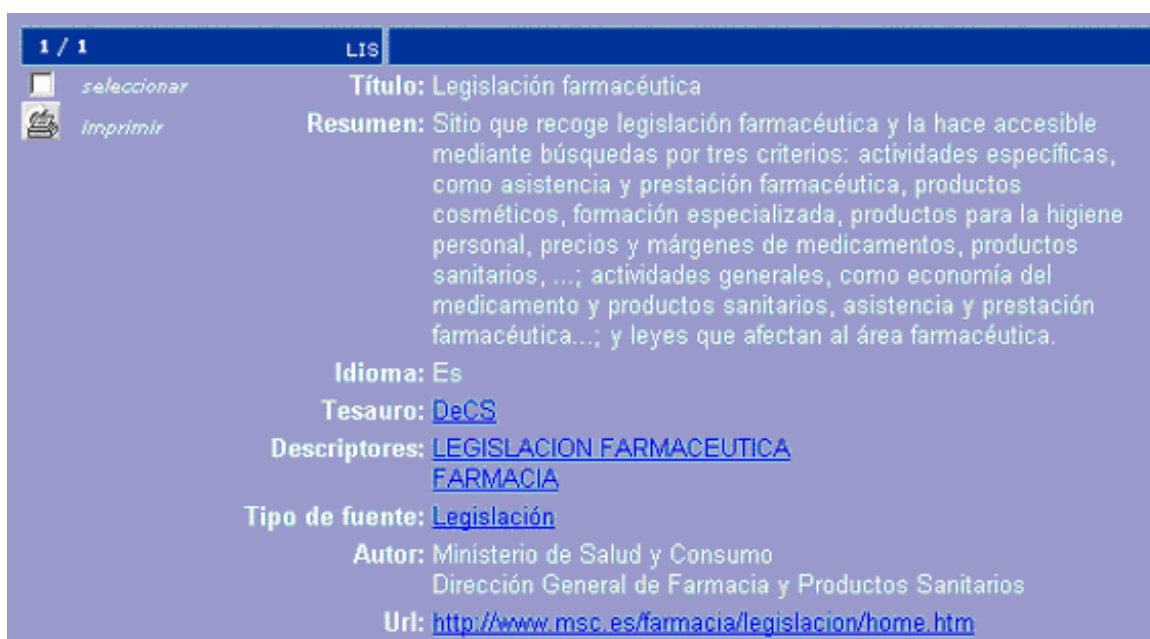 1 / 1 LIS
seleccionar Título: Legislación farmacéutica
imprimir Resumen: Sitio que recoge legislación farmacéutica y la hace accesible
mediante búsquedas por tres criterios: actividades específicas,
como asistencia y prestación farmacéutica, productos
cosméticos, formación especializada, productos para la higiene
personal, precios y márgenes de medicamentos, productos
sanitarios, ...; actividades generales, como economía del
medicamento y productos sanitarios, asistencia y prestación
farmacéutica...; y leyes que afectan al área farmacéutica.
Idioma: Es
Tesauro: DeCS
Descriptores: LEGISLACION FARMACEUTICA
FARMACIA
Tipo de fuente: Legislación
Autor: Ministerio de Salud y Consumo
Dirección General de Farmacia y Productos Sanitarios
Url: http://www.msc.es/farmacia/legislacion/home.htm